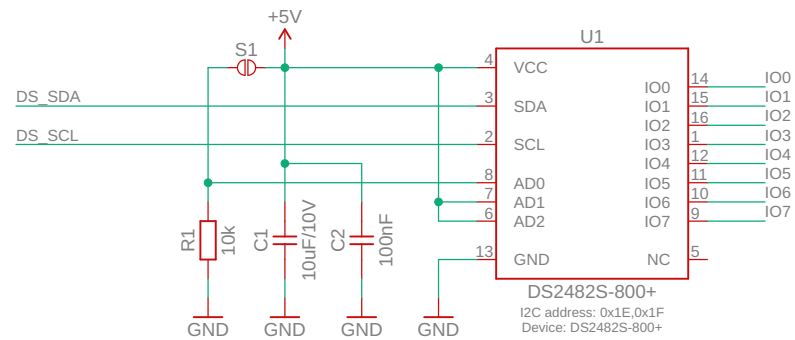 +5V
S1
U1
4
VCC
14
IO0
IO0
DS_SDA
3
SDA
15
IO1
IO1
16
IO2
IO2
DS_SCL
2
SCL
1
IO3
IO3
12
IO4
IO4
8
AD0
11
IO5
IO5
7
AD1
10
IO6
IO6
6
AD2
9
IO7
IO7
R1
10k
C1
10uF/10V
C2
100nF
13
GND
NC
5
GND
GND
GND
GND
DS2482S-800+
I2C address: 0x1E,0x1F
Device: DS2482S-800+